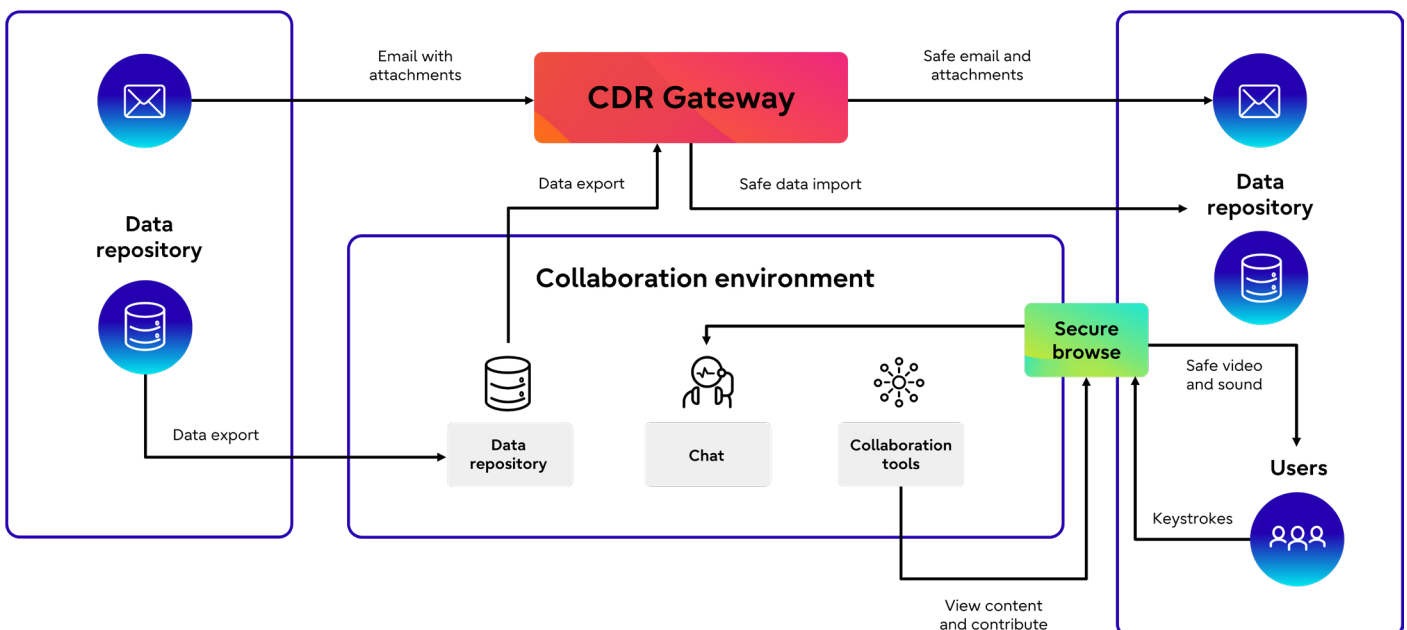 Email with
attachments
CDR Gateway
Safe email and
attachments
Data export
Safe data import
Data
repository
Data
repository
Collaboration environment
Secure
browse
Safe video
and sound
Data export
Data
repository
Chat
Collaboration
tools
Users
Keystrokes
View content
and contribute